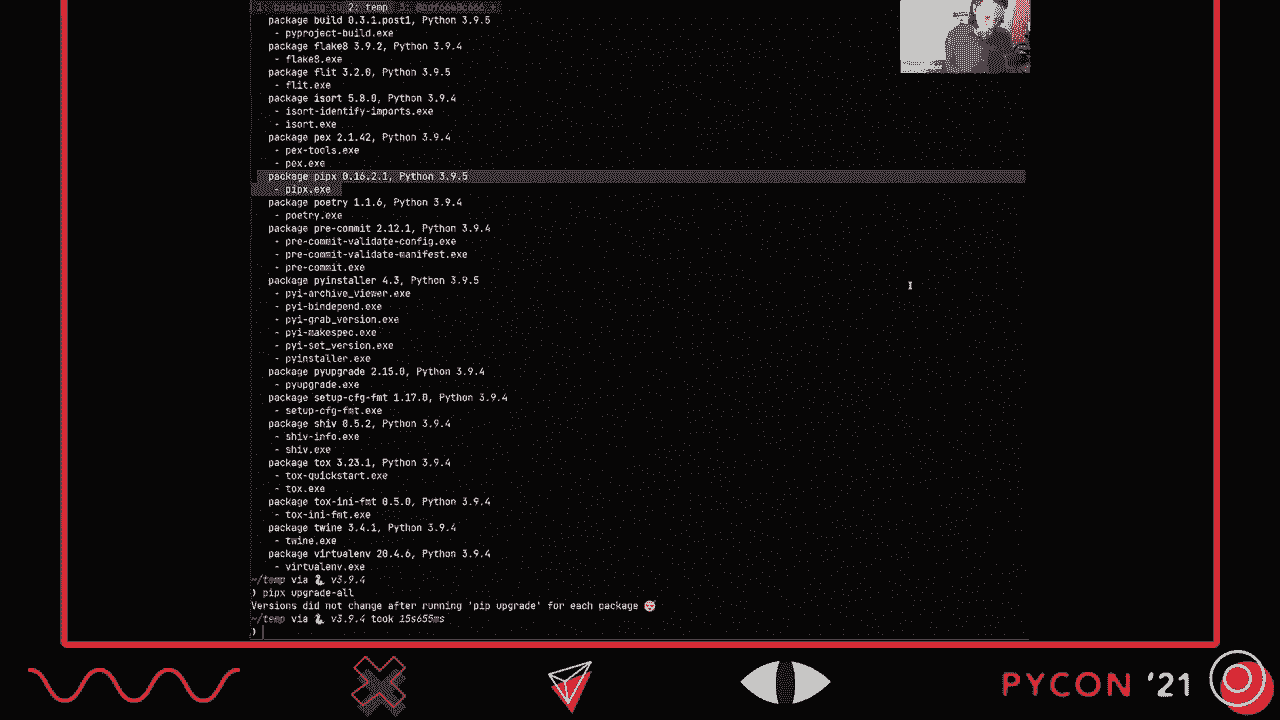 2: temp
package build 0.3.1.post1, Python 3.9.5
- pyproject-build.exe
package flake8 3.9.2, Python 3.9.4
- flake8.exe
package flit 3.2.0, Python 3.9.5
- flit.exe
package isort 5.8.0, Python 3.9.4
- isort-identify-imports.exe
- isort.exe
package pex 2.1.42, Python 3.9.4
- pex-tools.exe
- pex.exe
package pipx 0.16.2.1, Python 3.9.5
- pipx.exe
package poetry 1.1.6, Python 3.9.4
- poetry.exe
package pre-commit 2.12.1, Python 3.9.4
- pre-commit-validate-config.exe
- pre-commit-validate-manifest.exe
- pre-commit.exe
package pyinstaller 4.3, Python 3.9.5
- pyi-archive_viewer.exe
- pyi-bindepend.exe
- pyi-grab_version.exe
- pyi-makespec.exe
- pyi-set_version.exe
- pyinstaller.exe
package pyupgrade 2.15.0, Python 3.9.4
- pyupgrade.exe
package setup-cfg-fmt 1.17.0, Python 3.9.4
- setup-cfg-fmt.exe
package shiv 0.5.2, Python 3.9.4
- shiv-info.exe
- shiv.exe
package tox 3.23.1, Python 3.9.4
- tox-quickstart.exe
- tox.exe
package tox-ini-fmt 0.5.0, Python 3.9.4
- tox-ini-fmt.exe
package twine 3.4.1, Python 3.9.4
- twine.exe
package virtualenv 20.4.6, Python 3.9.4
- virtualenv.exe
~/temp via 🐍 v3.9.4
❯ pipx upgrade-all
Versions did not change after running 'pip upgrade' for each package 😴
~/temp via 🐍 v3.9.4 took 15s655ms
❯
PYCON '21